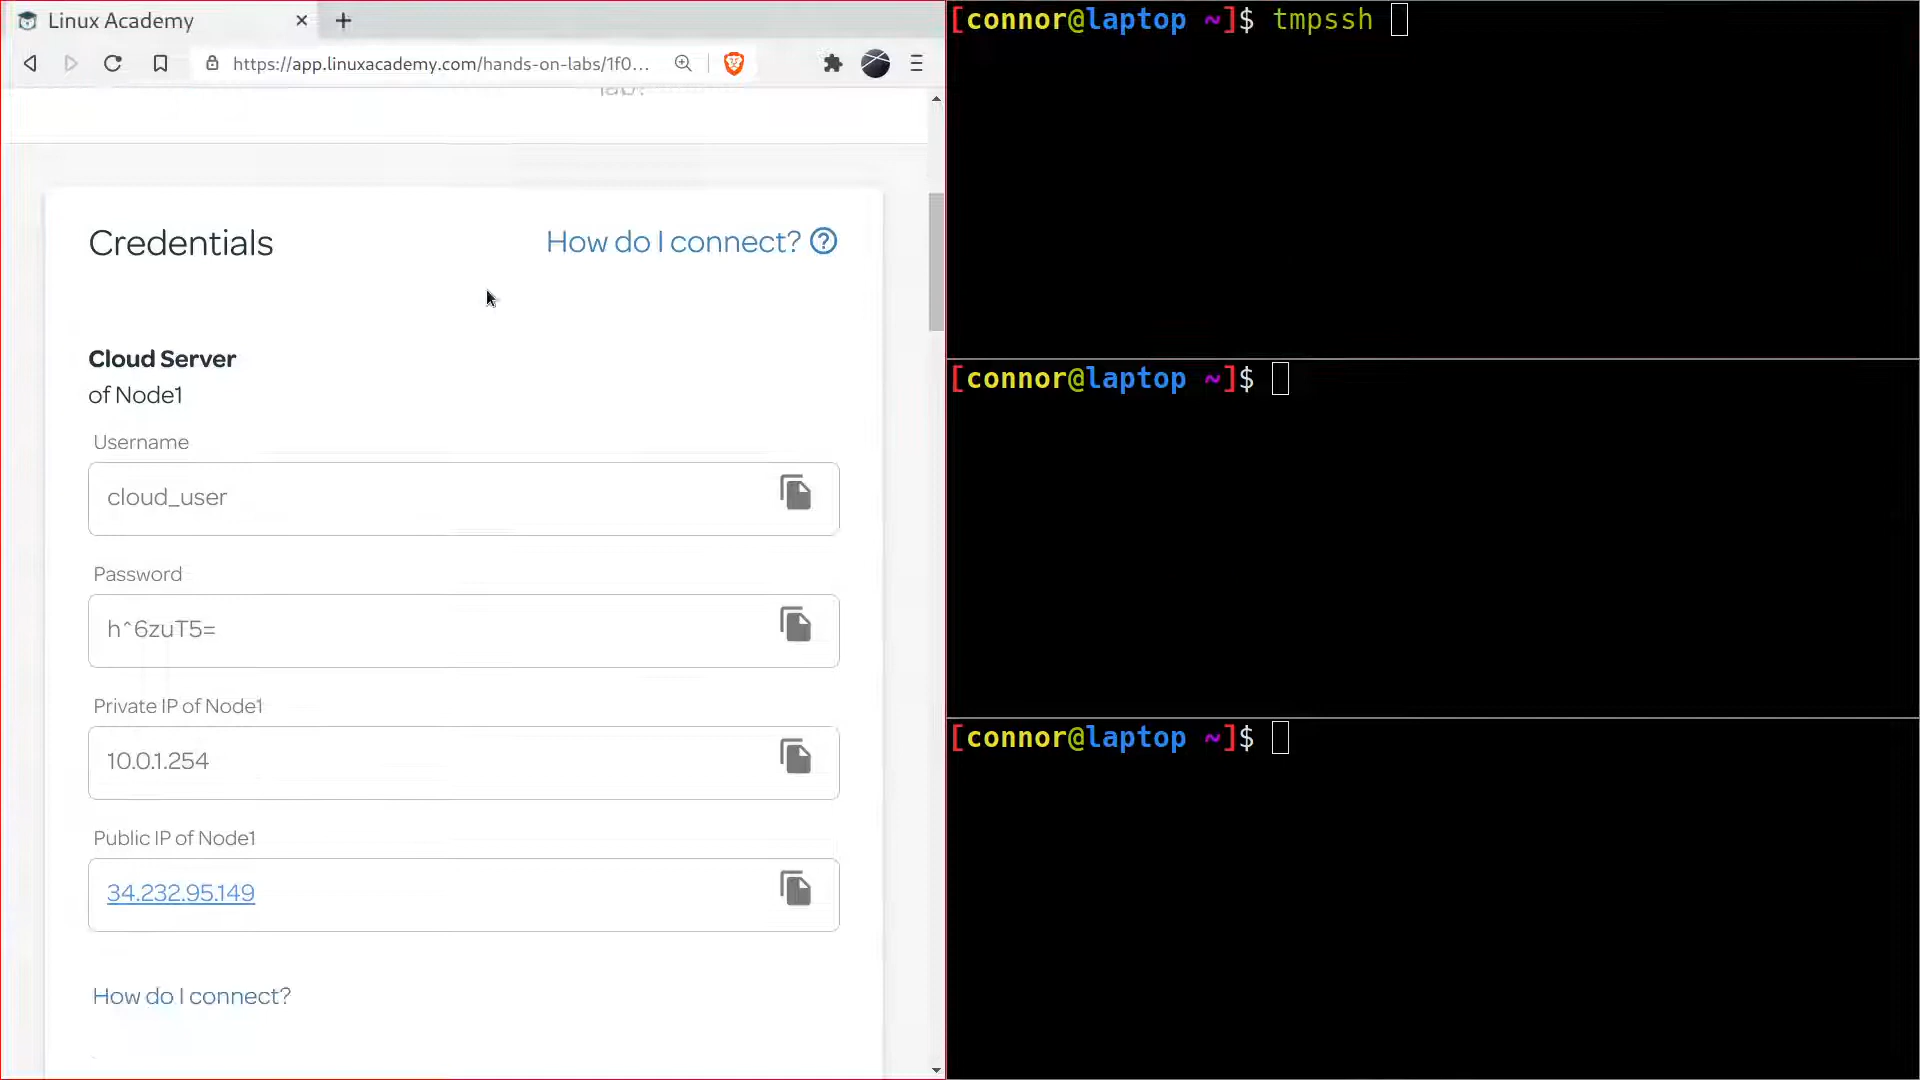 Linux Academy
https://app.linuxacademy.com/hands-on-labs/1f0...
lab?
Credentials
How do I connect?
Cloud Server
of Node1
Username
cloud_user
Password
h^6zuT5=
Private IP of Node1
10.0.1.254
Public IP of Node1
34.232.95.149
How do I connect?
[connor@laptop ~]$ tmpssh
[connor@laptop ~]$
[connor@laptop ~]$